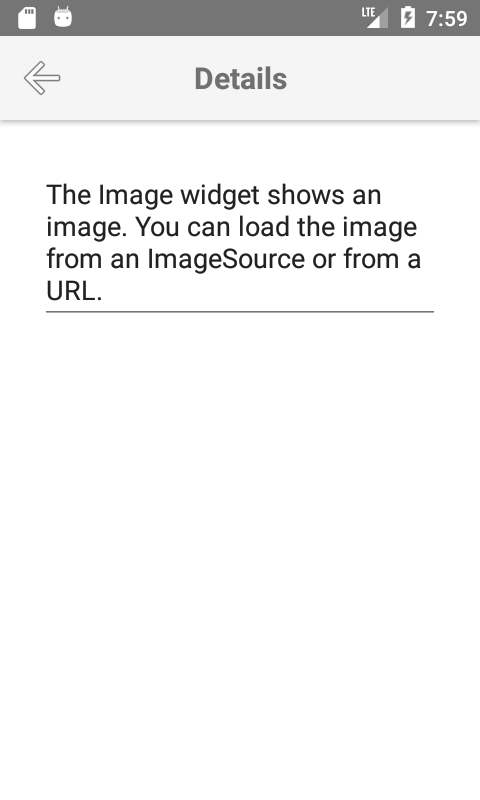 LTE 7:59
Details
The Image widget shows an
image. You can load the image
from an ImageSource or from a
URL.